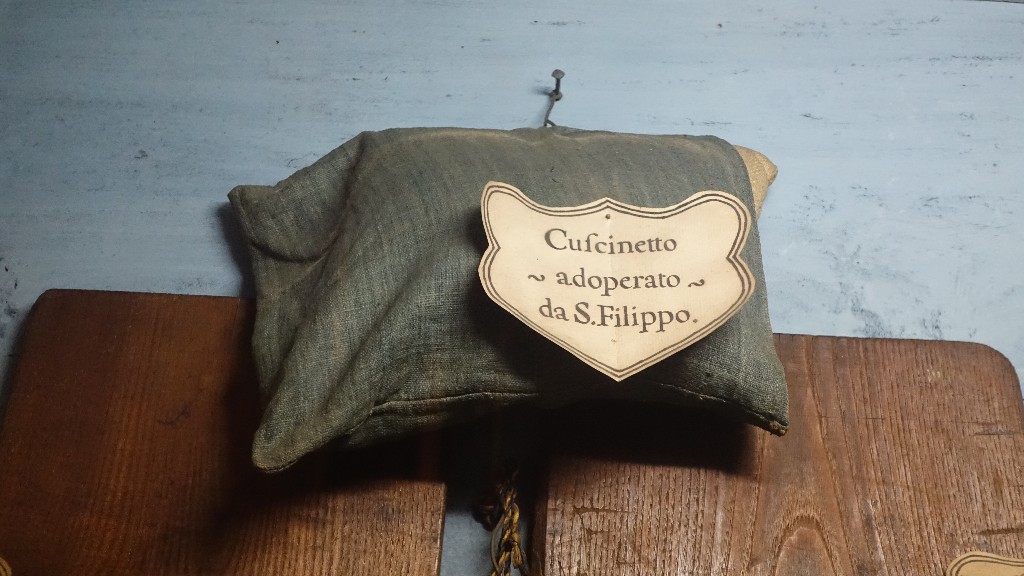 Cuſcinetto
~ adoperato ~
da S.Filippo.